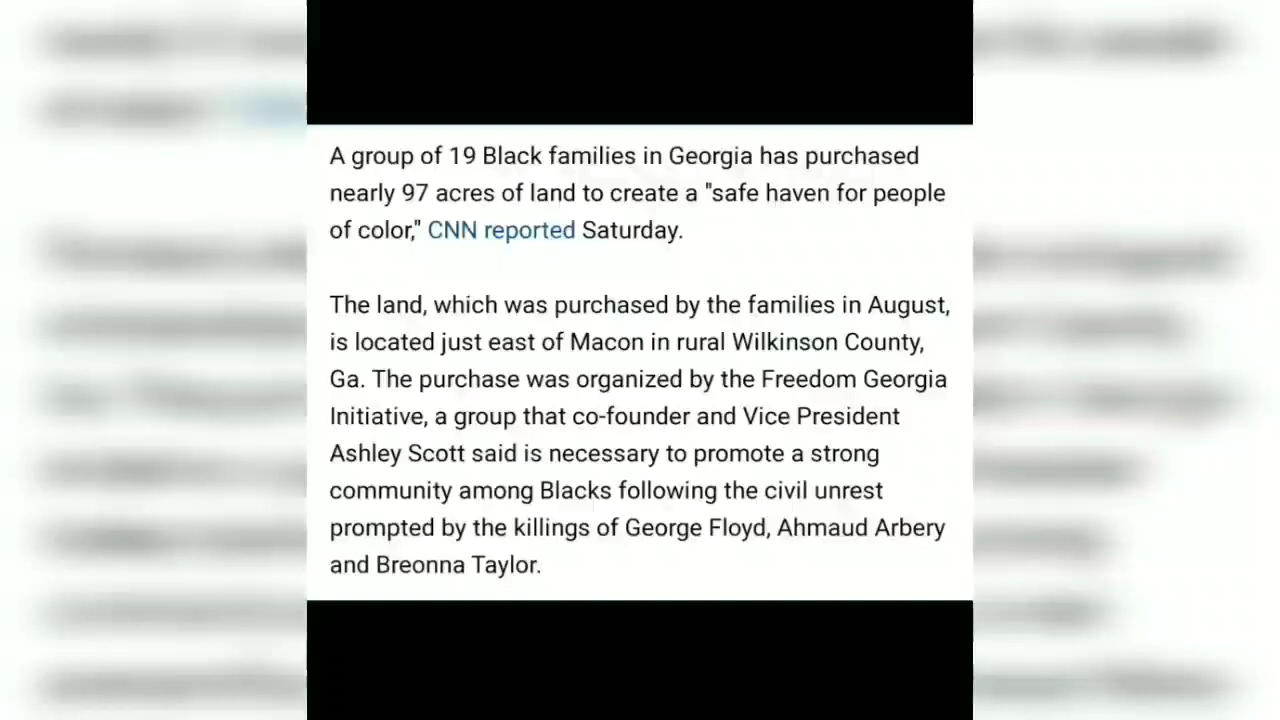 A group of 19 Black families in Georgia has purchased
nearly 97 acres of land to create a "safe haven for people
of color," CNN reported Saturday.
The land, which was purchased by the families in August,
is located just east of Macon in rural Wilkinson County,
Ga. The purchase was organized by the Freedom Georgia
Initiative, a group that co-founder and Vice President
Ashley Scott said is necessary to promote a strong
community among Blacks following the civil unrest
prompted by the killings of George Floyd, Ahmaud Arbery
and Breonna Taylor.